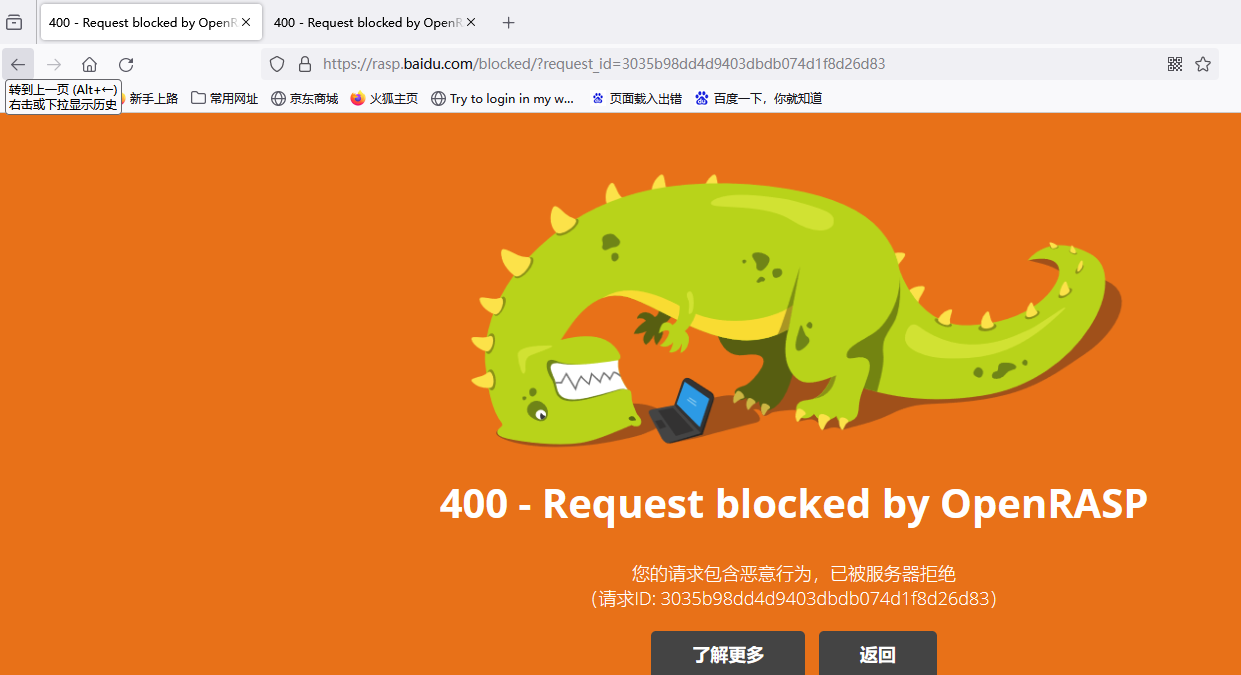 400 - Request blocked by OpenR
400 - Request blocked by OpenR
https://rasp.baidu.com/blocked/?request_id=3035b98dd4d9403dbdb074d1f8d26d83
转到上一页 (Alt+←)
右击或下拉显示历史
新手上路 常用网址 京东商城 火狐主页 Try to login in my w... 页面载入出错 百度一下，你就知道
400 - Request blocked by OpenRASP
您的请求包含恶意行为，已被服务器拒绝
（请求ID: 3035b98dd4d9403dbdb074d1f8d26d83）
了解更多 返回